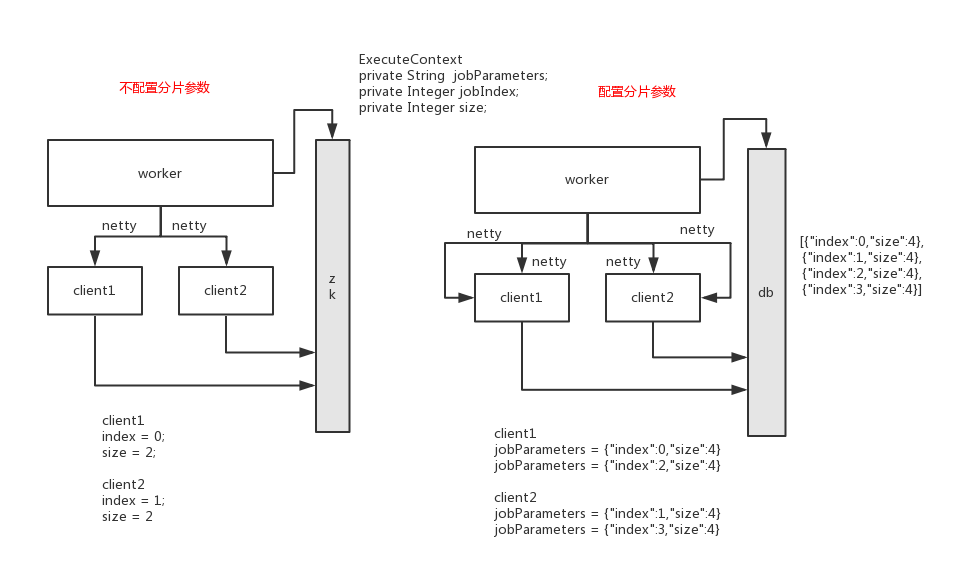 不配置分片参数
ExecuteContext
private String  jobParameters;
private Integer jobIndex;
private Integer size;
worker
netty
netty
client1
client2
z
k
client1
index = 0;
size = 2;
client2
index = 1;
size = 2
配置分片参数
worker
netty
netty
netty
netty
client1
client2
db
[{"index":0,"size":4},
{"index":1,"size":4},
{"index":2,"size":4},
{"index":3,"size":4}]
client1
jobParameters = {"index":0,"size":4}
jobParameters = {"index":2,"size":4}
client2
jobParameters = {"index":1,"size":4}
jobParameters = {"index":3,"size":4}